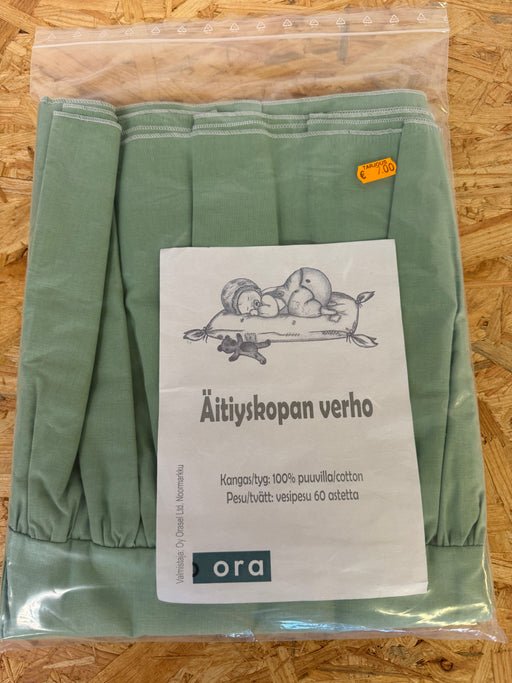 TARJOUS
€ 7.00
Äitiyskopan verho
Kangas/tyg: 100% puuvilla/cotton
Pesu/tvätt: vesipesu 60 astetta
Valmistaja: Oy Orasel Ltd. Noormarkku
ora